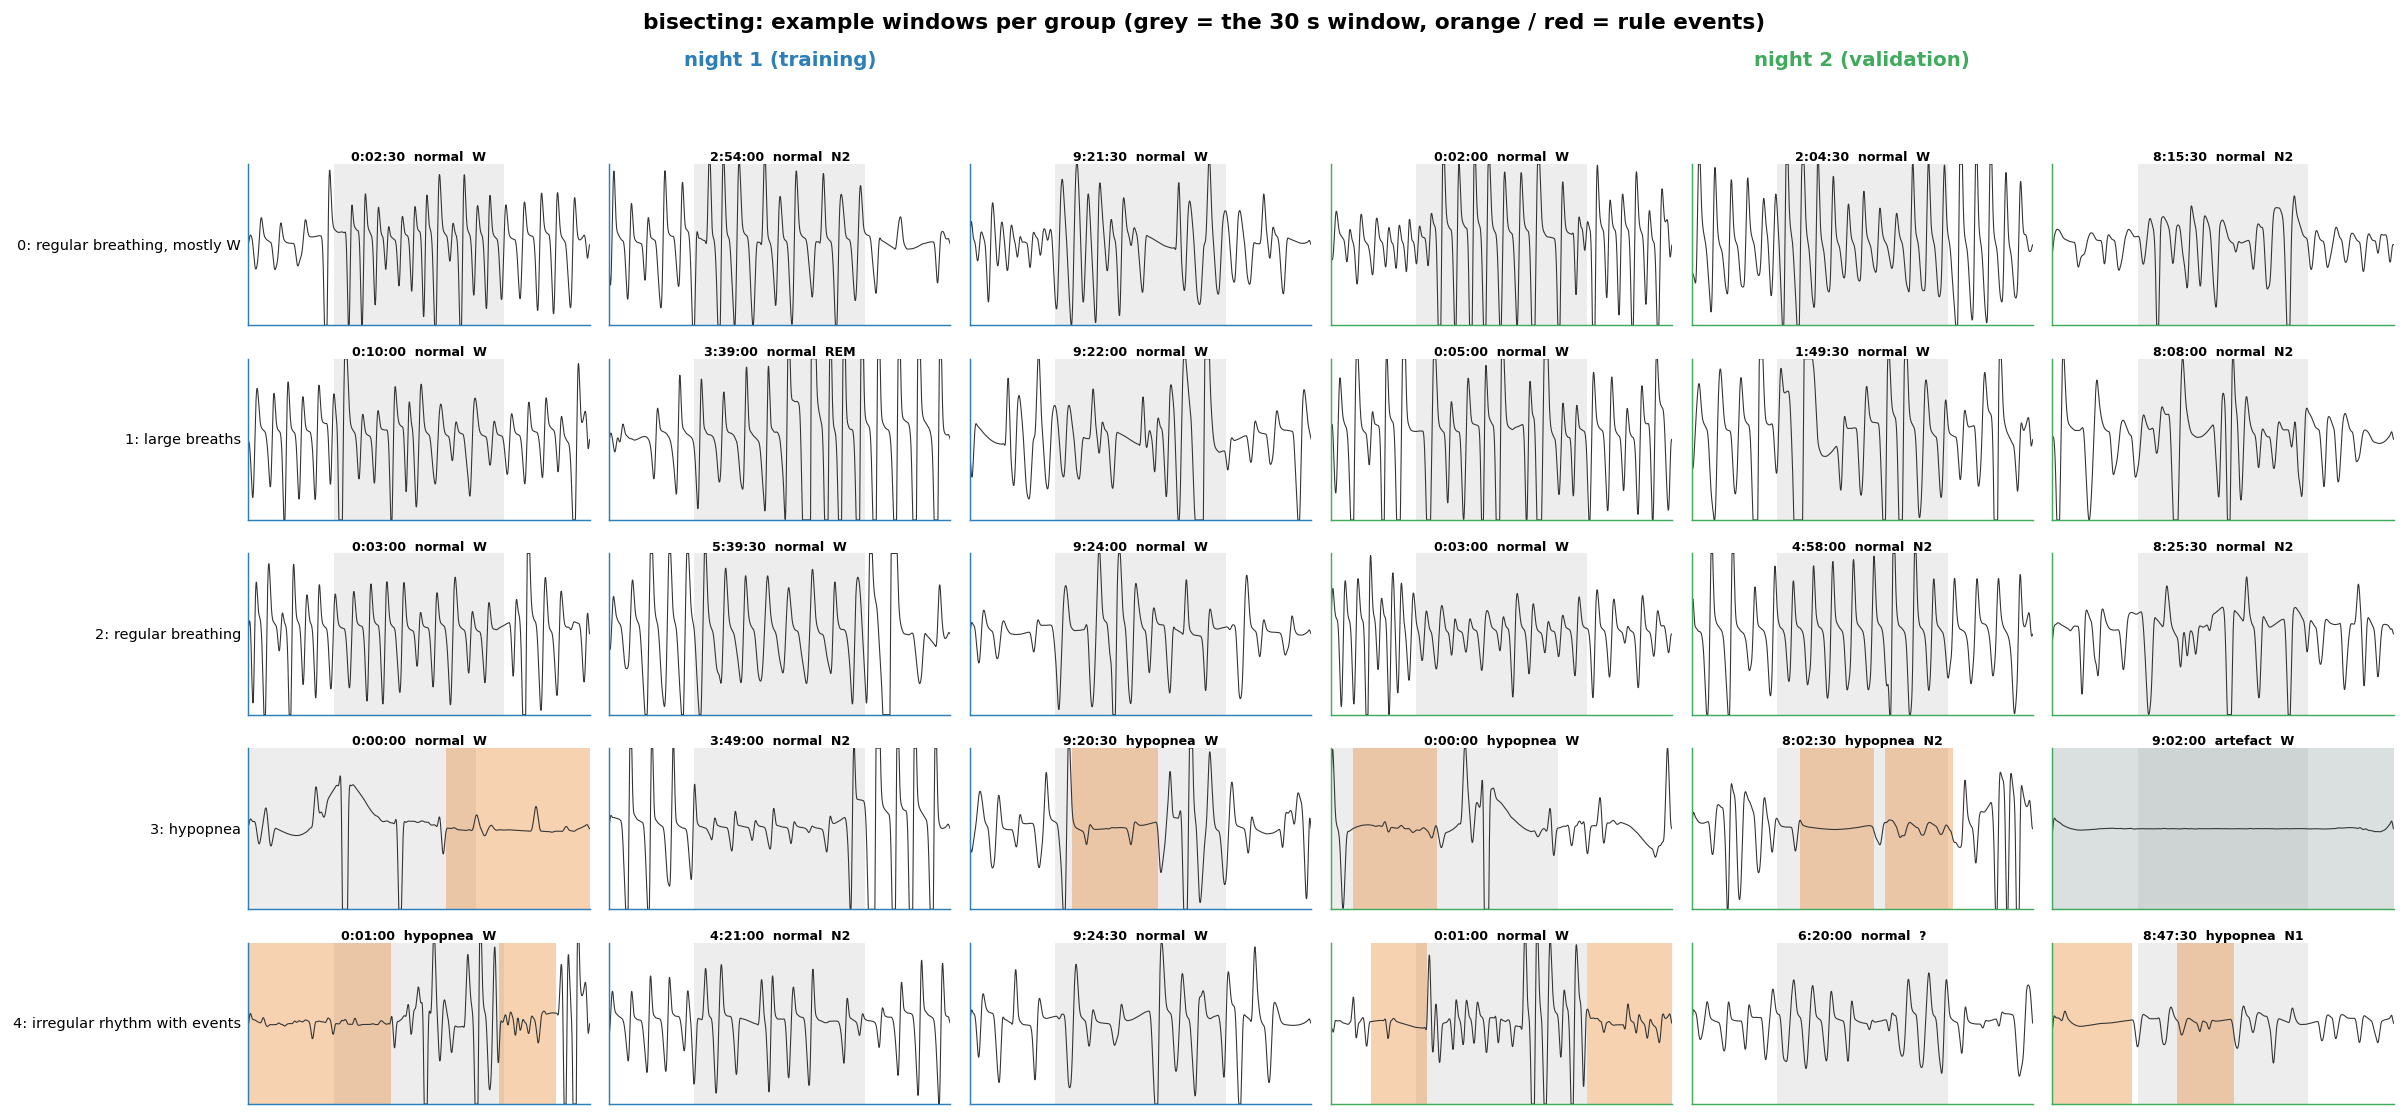 bisecting: example windows per group (grey = the 30 s window, orange / red = rule events)
night 1 (training)
night 2 (validation)
0:02:30  normal  W
2:54:00  normal  N2
9:21:30  normal  W
0:02:00  normal  W
2:04:30  normal  W
8:15:30  normal  N2
0: regular breathing, mostly W
0:10:00  normal  W
3:39:00  normal  REM
9:22:00  normal  W
0:05:00  normal  W
1:49:30  normal  W
8:08:00  normal  N2
1: large breaths
0:03:00  normal  W
5:39:30  normal  W
9:24:00  normal  W
0:03:00  normal  W
4:58:00  normal  N2
8:25:30  normal  N2
2: regular breathing
0:00:00  normal  W
3:49:00  normal  N2
9:20:30  hypopnea  W
0:00:00  hypopnea  W
8:02:30  hypopnea  N2
9:02:00  artefact  W
3: hypopnea
0:01:00  hypopnea  W
4:21:00  normal  N2
9:24:30  normal  W
0:01:00  normal  W
6:20:00  normal  ?
8:47:30  hypopnea  N1
4: irregular rhythm with events